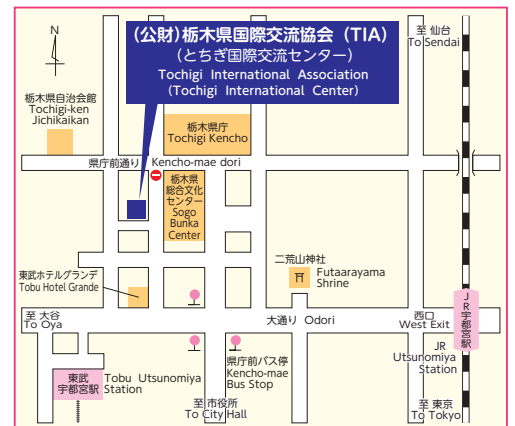 (公財)栃木県国際交流協会（TIA）
（とちぎ国際交流センター）
Tochigi International Association
(Tochigi International Center)
N
至 仙台
To Sendai
栃木県自治会館
Tochigi-ken
Jichikaikan
栃木県庁
Tochigi Kencho
県庁前通り Kencho-mae dori
栃木県
総合文化
センター
Sogo
Bunka
Center
東武ホテルグランデ
Tobu Hotel Grande
二荒山神社
Futaarayama
Shrine
至 大谷
To Oya
大通り Odori
西口
West Exit
JR宇都宮駅
JR
Utsunomiya
Station
県庁前バス停
Kencho-mae
Bus Stop
東武
宇都宮駅
Tobu Utsunomiya
Station
至 市役所
To City Hall
至 東京
To Tokyo